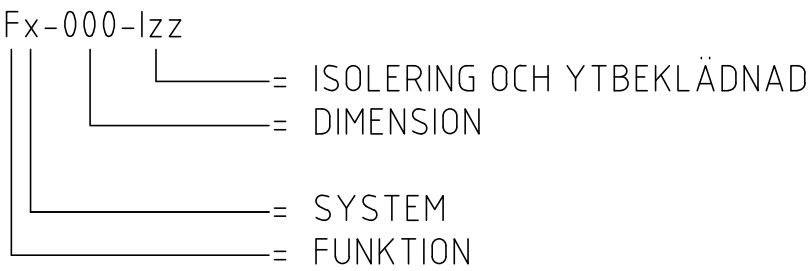 Fx-000-Izz
= ISOLERING OCH YTBEKLÄDNAD
= DIMENSION
= SYSTEM
= FUNKTION